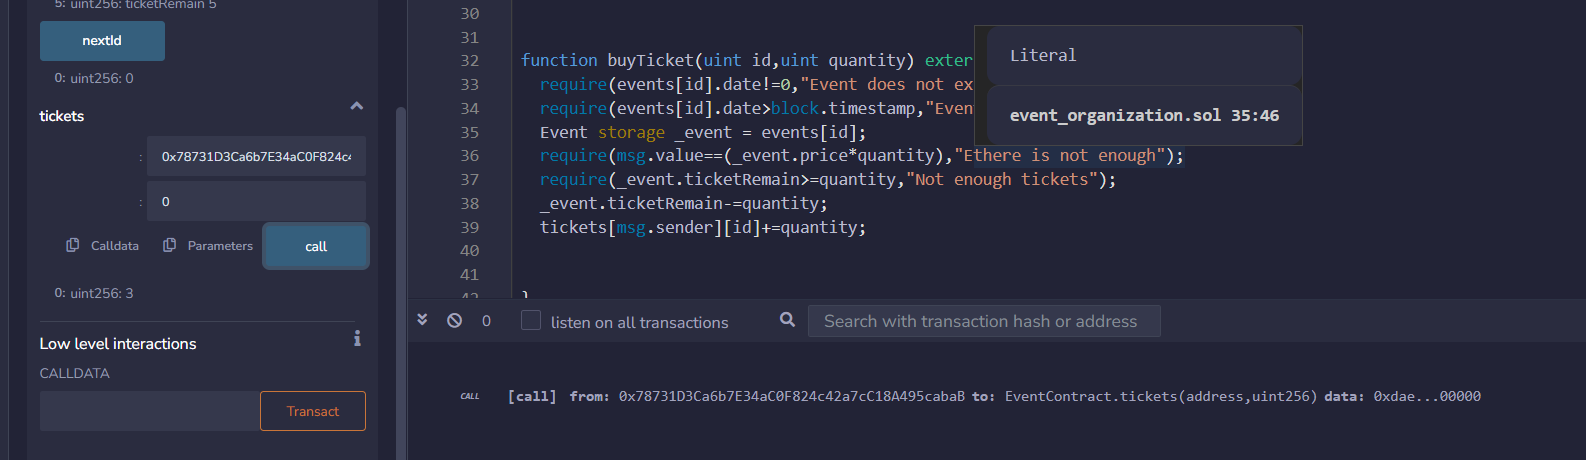 5: uint256: ticketRemain 5
nextId
0: uint256: 0
tickets
: 0x78731D3Ca6b7E34aC0F824c4
: 0
Calldata Parameters call
0: uint256: 3
Low level interactions
CALLDATA
Transact
30
31
32 function buyTicket(uint id,uint quantity) exter
33 require(events[id].date!=0,"Event does not ex
34 require(events[id].date>block.timestamp,"Even
35 Event storage _event = events[id];
36 require(msg.value==(_event.price*quantity),"Ethere is not enough");
37 require(_event.ticketRemain>=quantity,"Not enough tickets");
38 _event.ticketRemain-=quantity;
39 tickets[msg.sender][id]+=quantity;
40
41
42 }
Literal
event_organization.sol 35:46
0 listen on all transactions Search with transaction hash or address
CALL [call] from: 0x78731D3Ca6b7E34aC0F824c42a7cC18A495cabaB to: EventContract.tickets(address,uint256) data: 0xdae...00000